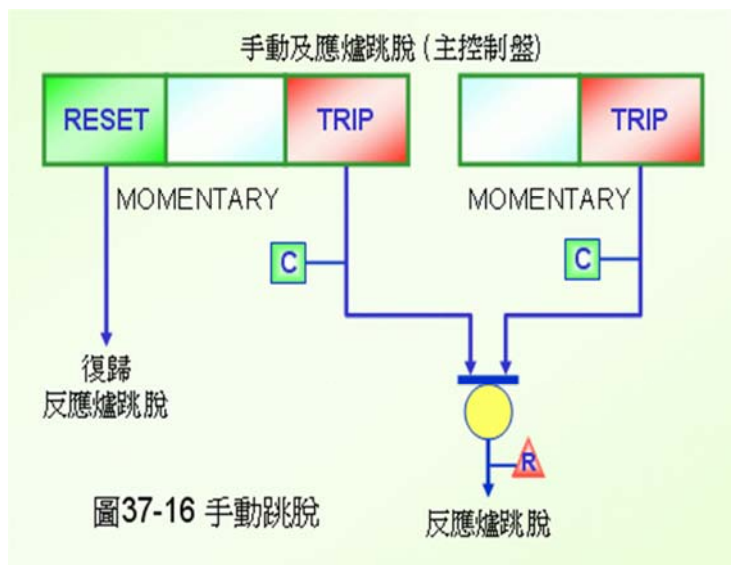 手動及應爐跳脫(主控制盤)
RESET
TRIP
TRIP
MOMENTARY
MOMENTARY
C
C
復歸
反應爐跳脫
R
圖37-16 手動跳脫
反應爐跳脫